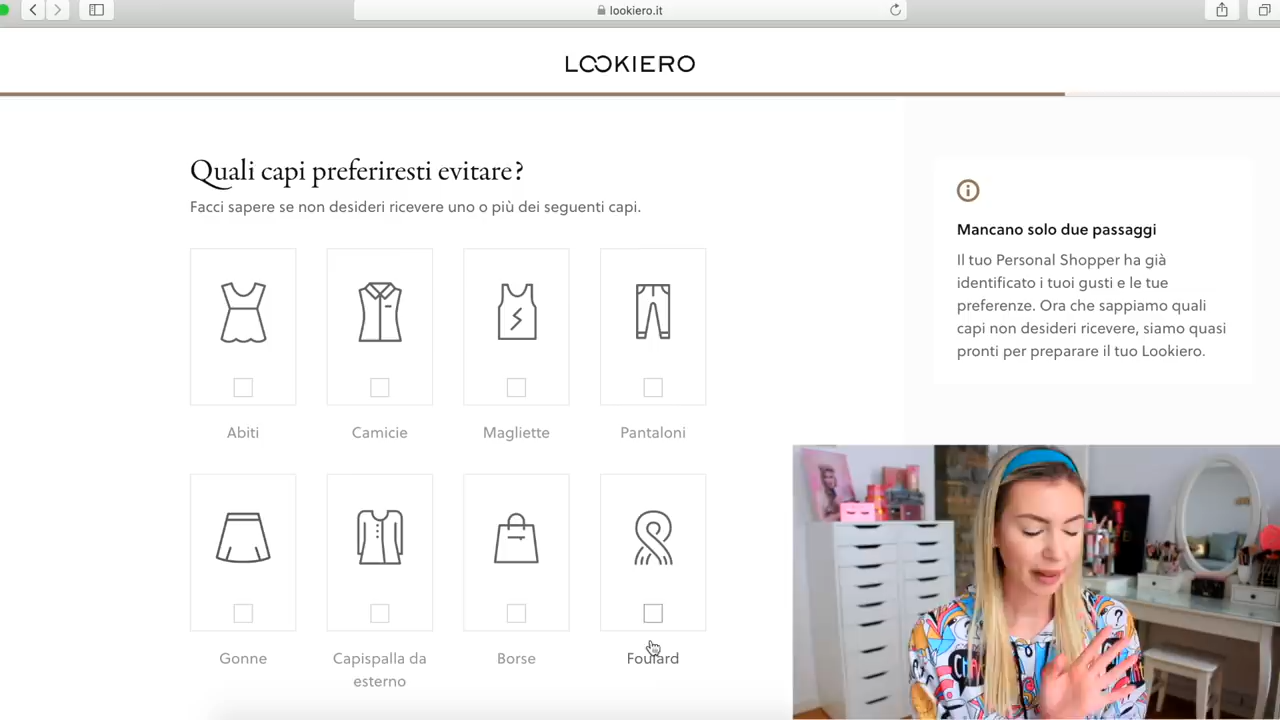 lookiero.it
LOOKIERO
Quali capi preferiresti evitare?
Facci sapere se non desideri ricevere uno o più dei seguenti capi.
Abiti
Camicie
Magliette
Pantaloni
Gonne
Capispalla da
esterno
Borse
Foulard
Mancano solo due passaggi
Il tuo Personal Shopper ha già
identificato i tuoi gusti e le tue
preferenze. Ora che sappiamo quali
capi non desideri ricevere, siamo quasi
pronti per preparare il tuo Lookiero.